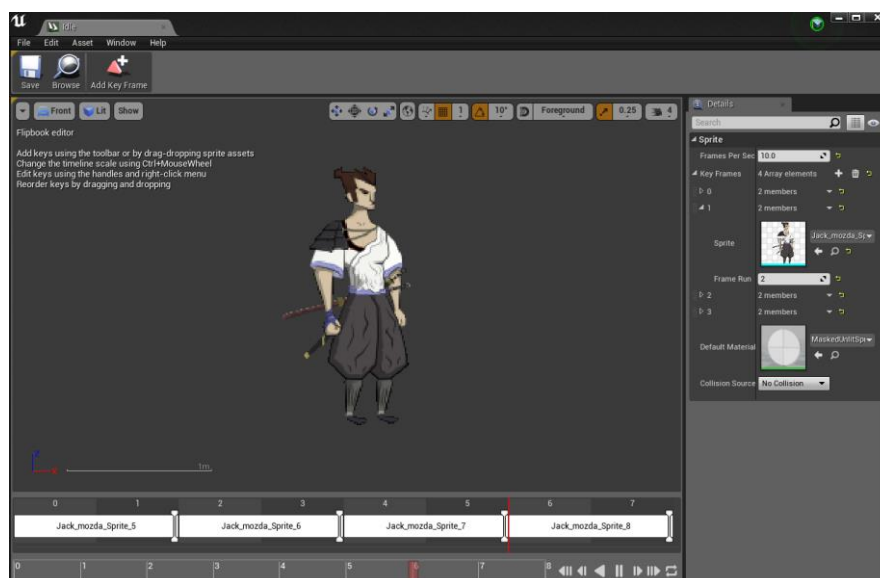 Idle
File Edit Asset Window Help
Save Browse Add Key Frame
Front Lit Show
1 10° Foreground 0.25 4
Flipbook editor
Add keys using the toolbar or by drag-dropping sprite assets
Change the timeline scale using Ctrl+MouseWheel
Edit keys using the handles and right-click menu
Reorder keys by dragging and dropping
Z
X
1m
Details
Search
Sprite
Frames Per Sec 10.0
Key Frames 4 Array elements
0 2 members
1 2 members
Sprite Jack_mozda_Sp
Frame Run 2
2 2 members
3 2 members
Default Material MaskedUnlitSpr
Collision Source No Collision
0 1 2 3 4 5 6 7
Jack_mozda_Sprite_5 Jack_mozda_Sprite_6 Jack_mozda_Sprite_7 Jack_mozda_Sprite_8
0 1 2 3 4 5 6 7 8